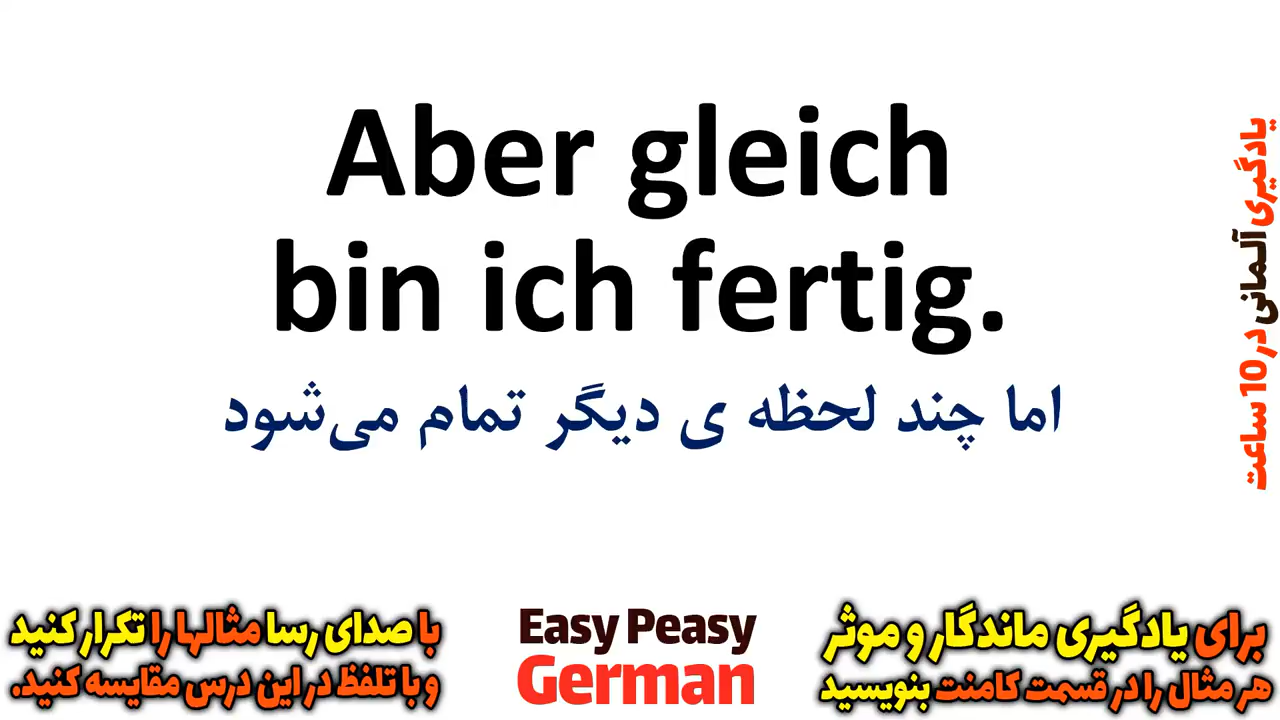 Aber gleich
bin ich fertig.
اما چند لحظه ی دیگر تمام می‌شود
یادگیری آلمانی در 10 ساعت
با صدای رسا مثالها را تکرار کنید
و با تلفظ در این درس مقایسه کنید.
Easy Peasy
German
برای یادگیری ماندگار و موثر
هر مثال را در قسمت کامنت بنویسید